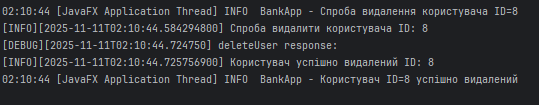 02:10:44 [JavaFX Application Thread] INFO  BankApp - Спроба видалення користувача ID=8
[INFO][2025-11-11T02:10:44.584294800] Спроба видалити користувача ID: 8
[DEBUG][2025-11-11T02:10:44.724750] deleteUser response:
[INFO][2025-11-11T02:10:44.725756900] Користувач успішно видалений ID: 8
02:10:44 [JavaFX Application Thread] INFO  BankApp - Користувач ID=8 успішно видалений